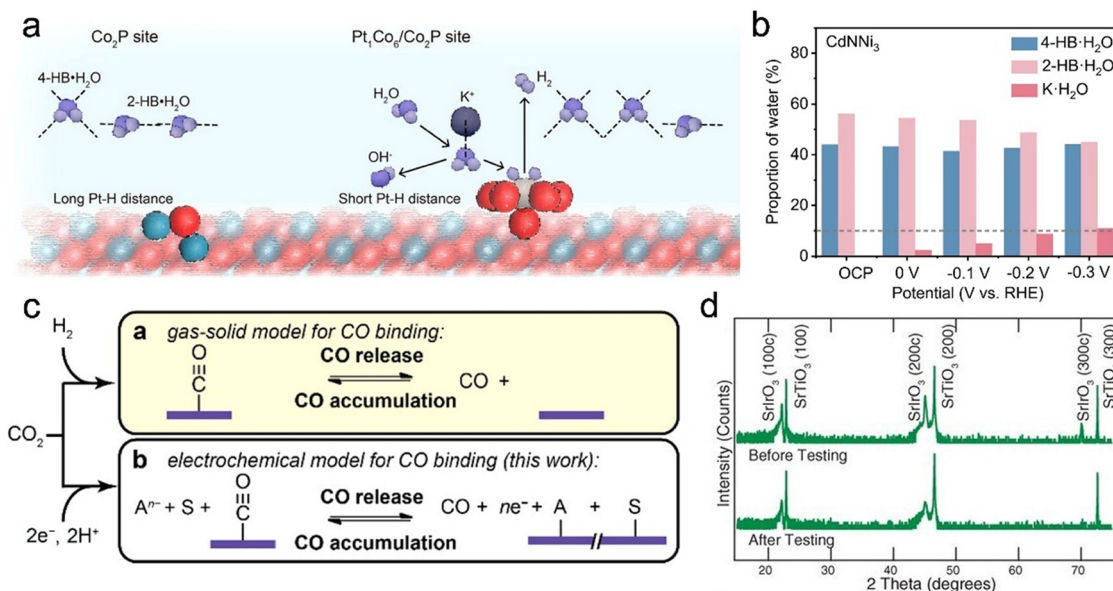 a
Co₂P site
Pt₁Co₆/Co₂P site
4-HB•H₂O
2-HB•H₂O
H₂O
K⁺
H₂
OH⁻
Long Pt-H distance
Short Pt-H distance
b
CdNNi₃
4-HB·H₂O
2-HB·H₂O
K·H₂O
Proportion of water (%)
80
60
40
20
0
OCP 0 V -0.1 V -0.2 V -0.3 V
Potential (V vs. RHE)
c
H₂
CO₂
2e⁻, 2H⁺
a gas-solid model for CO binding:
O
C
CO release
CO accumulation
CO +
b electrochemical model for CO binding (this work):
Aⁿ⁻ + S +
O
C
CO release
CO accumulation
CO + ne⁻ + A + S
d
SrIrO₃ (100c)
SrTiO₃ (100)
SrIrO₃ (200c)
SrTiO₃ (200)
SrIrO₃ (300c)
SrTiO₃ (300)
Intensity (Counts)
Before Testing
After Testing
20 30 40 50 60 70
2 Theta (degrees)